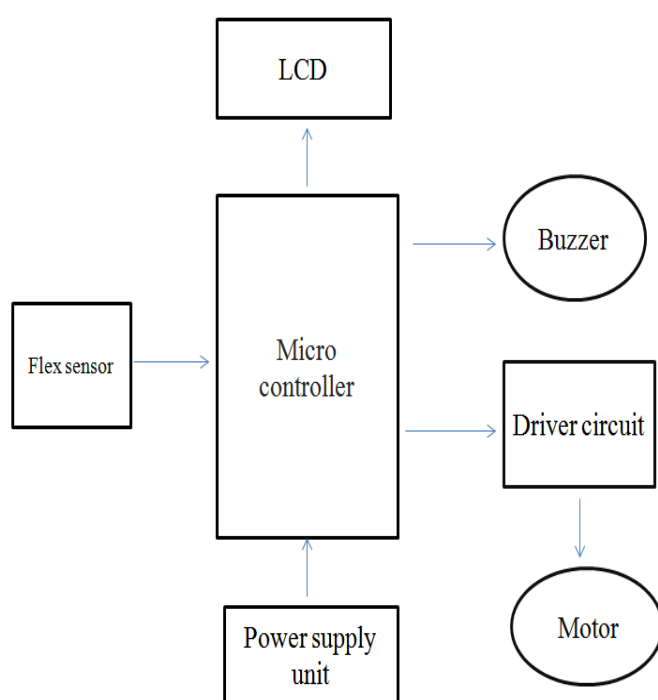 LCD
Buzzer
Flex sensor
Micro
controller
Driver circuit
Power supply
unit
Motor